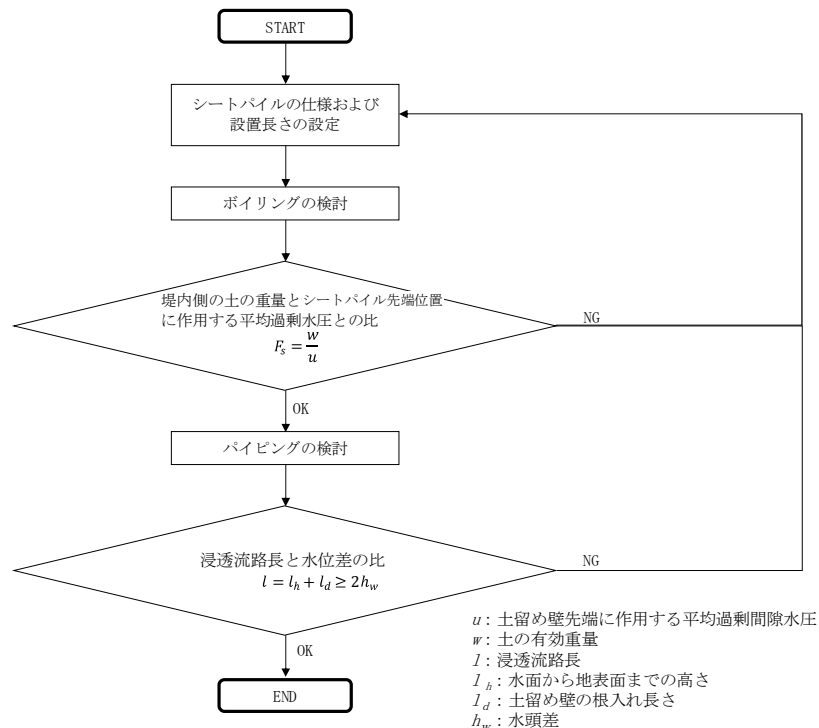 START
シートパイルの仕様および
設置長さの設定
ボイリングの検討
堤内側の土の重量とシートパイル先端位置
に作用する平均過剰水圧との比
F_s = w/u
NG
OK
パイピングの検討
浸透流路長と水位差の比
l = l_h + l_d ≥ 2h_w
NG
OK
END
u：土留め壁先端に作用する平均過剰間隙水圧
w：土の有効重量
l：浸透流路長
l_h：水面から地表面までの高さ
l_d：土留め壁の根入れ長さ
h_w：水頭差